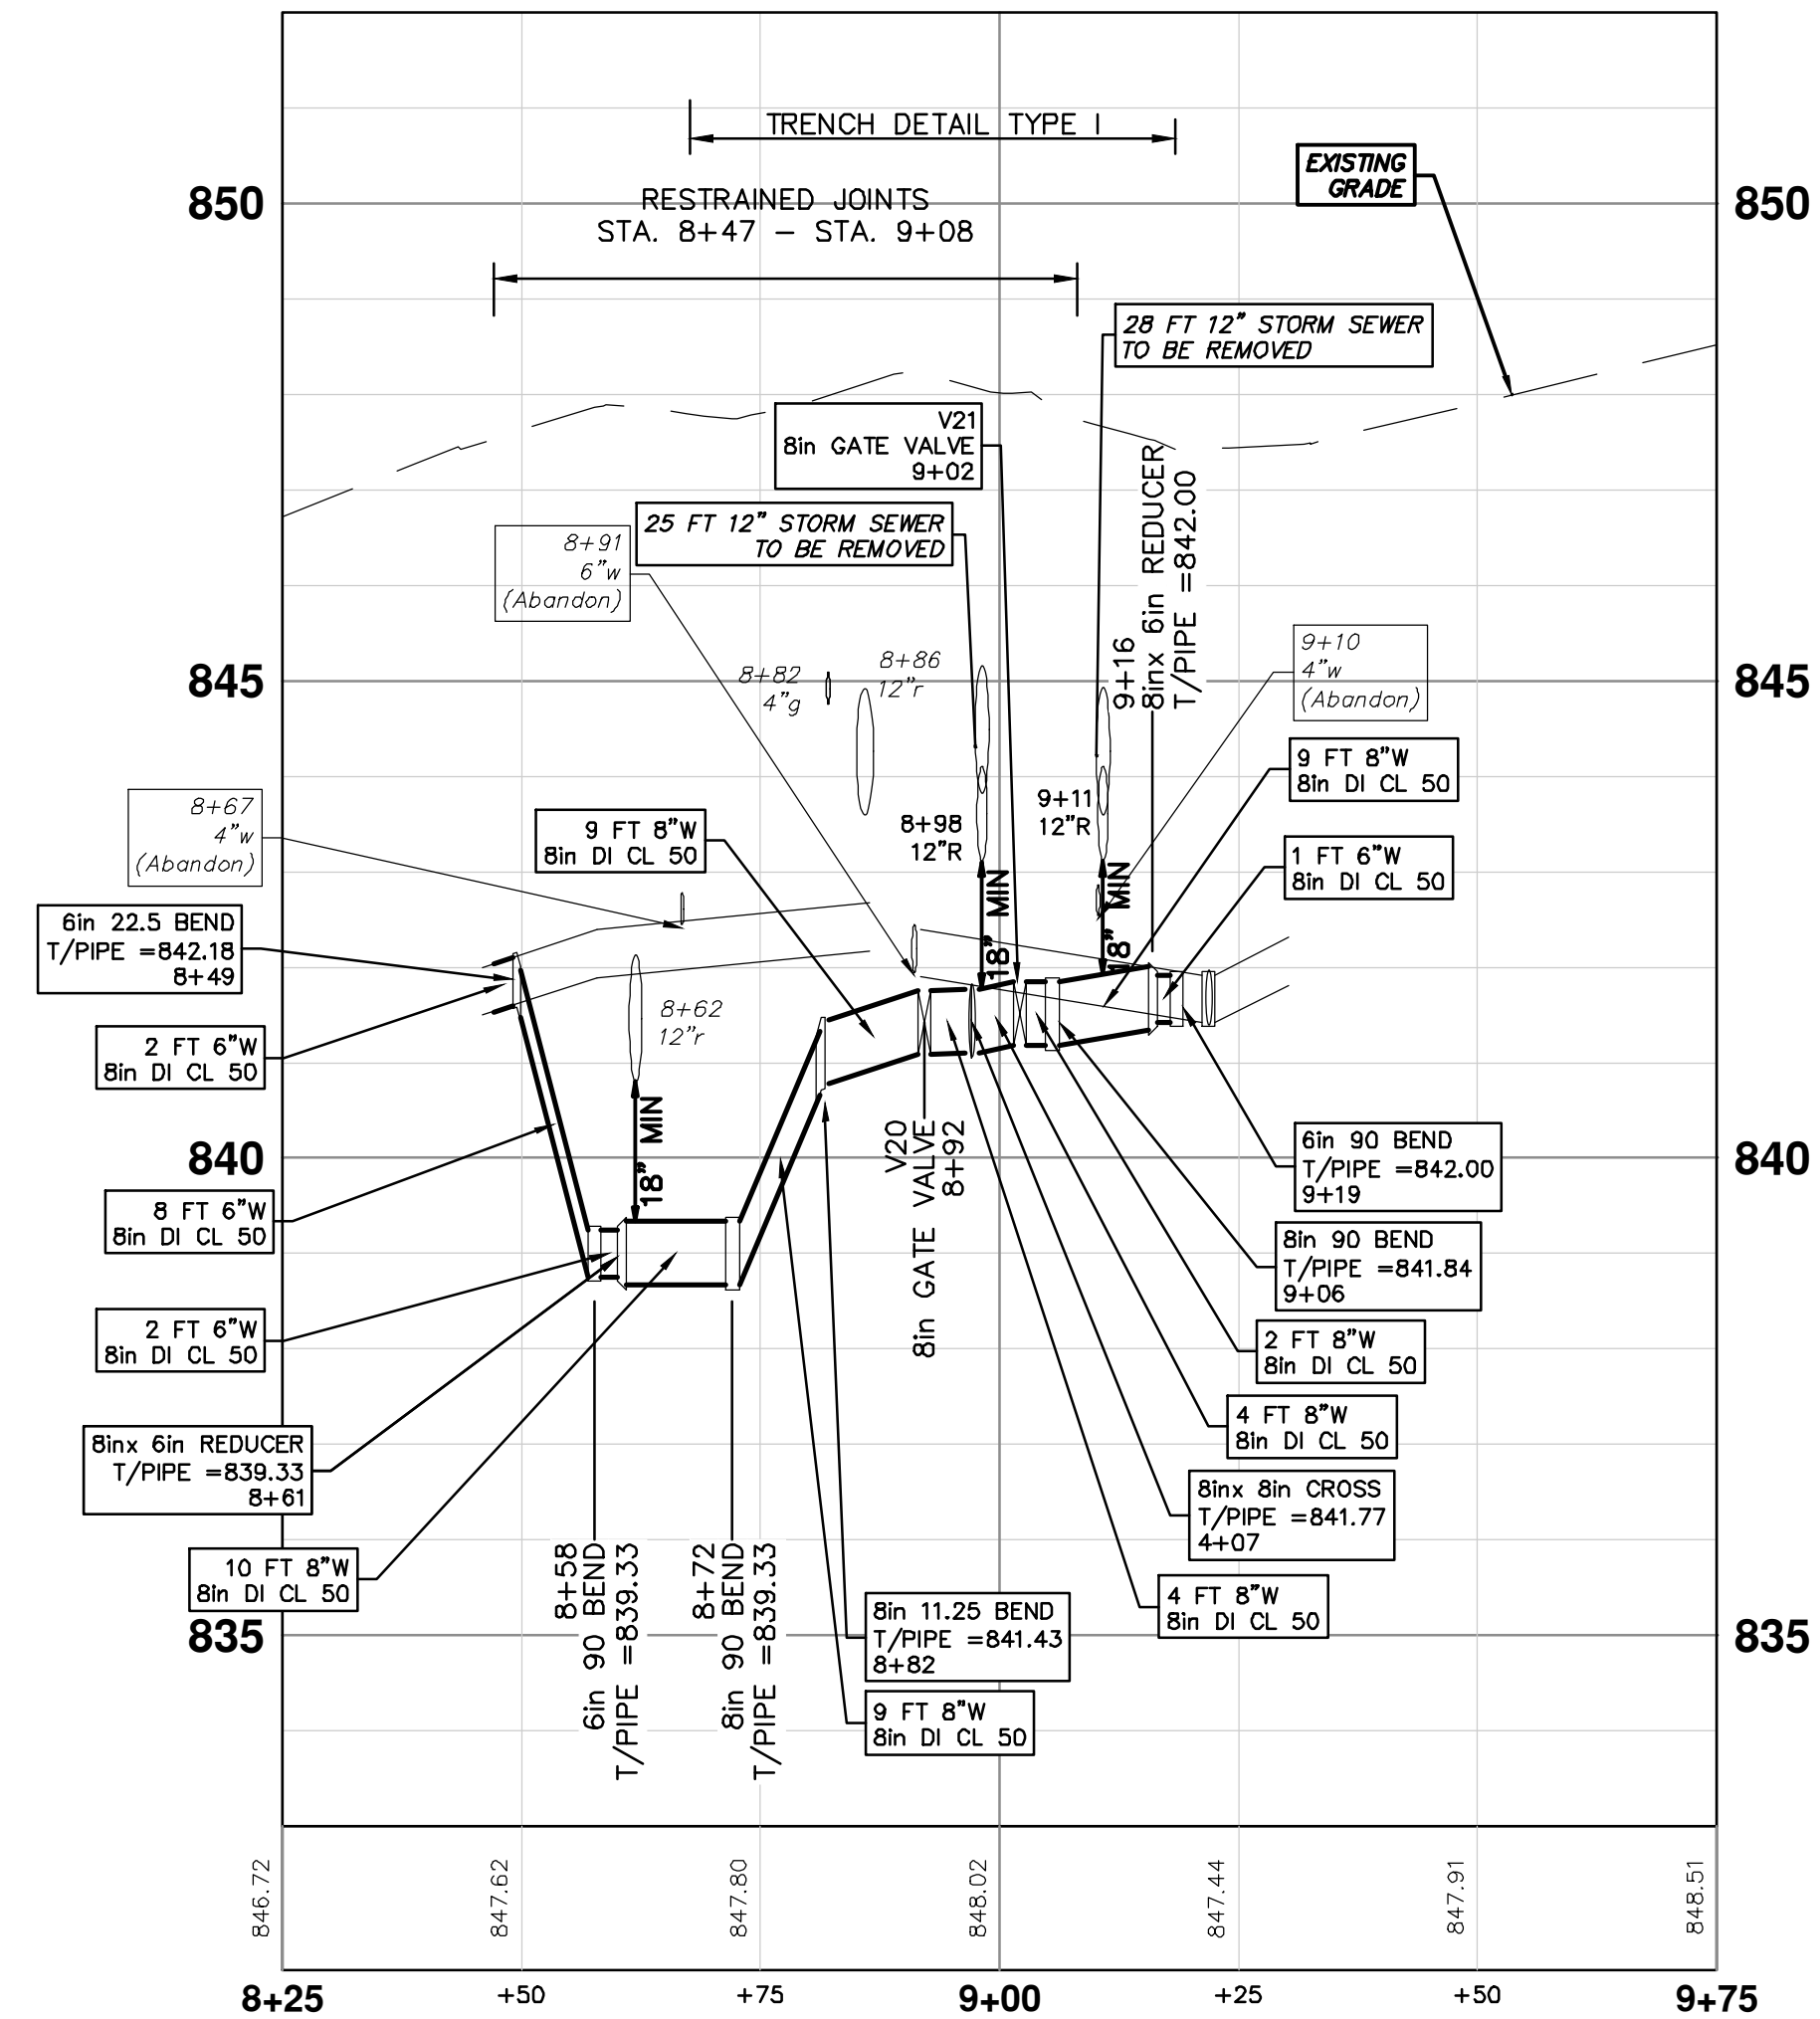 TRENCH DETAIL TYPE I
EXISTING
GRADE
850
850
RESTRAINED JOINTS
STA. 8+47 – STA. 9+08
28 FT 12" STORM SEWER
TO BE REMOVED
V21
8in GATE VALVE
9+02
25 FT 12" STORM SEWER
TO BE REMOVED
8+91
6"w
(Abandon)
9+16
8inx 6in REDUCER
T/PIPE =842.00
9+10
4"w
(Abandon)
845
845
8+82
4"g
8+86
12"r
9 FT 8"W
8in DI CL 50
8+67
4"w
(Abandon)
9 FT 8"W
8in DI CL 50
8+98
12"R
9+11
12"R
1 FT 6"W
8in DI CL 50
18" MIN
18" MIN
6in 22.5 BEND
T/PIPE =842.18
8+49
8+62
12"r
2 FT 6"W
8in DI CL 50
18" MIN
V20
8in GATE VALVE
8+92
6in 90 BEND
T/PIPE =842.00
9+19
840
840
8 FT 6"W
8in DI CL 50
8in 90 BEND
T/PIPE =841.84
9+06
2 FT 6"W
8in DI CL 50
2 FT 8"W
8in DI CL 50
8inx 6in REDUCER
T/PIPE =839.33
8+61
4 FT 8"W
8in DI CL 50
8inx 8in CROSS
T/PIPE =841.77
4+07
10 FT 8"W
8in DI CL 50
8+58
6in 90 BEND
T/PIPE =839.33
8+72
8in 90 BEND
T/PIPE =839.33
4 FT 8"W
8in DI CL 50
8in 11.25 BEND
T/PIPE =841.43
8+82
835
835
9 FT 8"W
8in DI CL 50
846.72
847.62
847.80
848.02
847.44
847.91
848.51
8+25
+50
+75
9+00
+25
+50
9+75